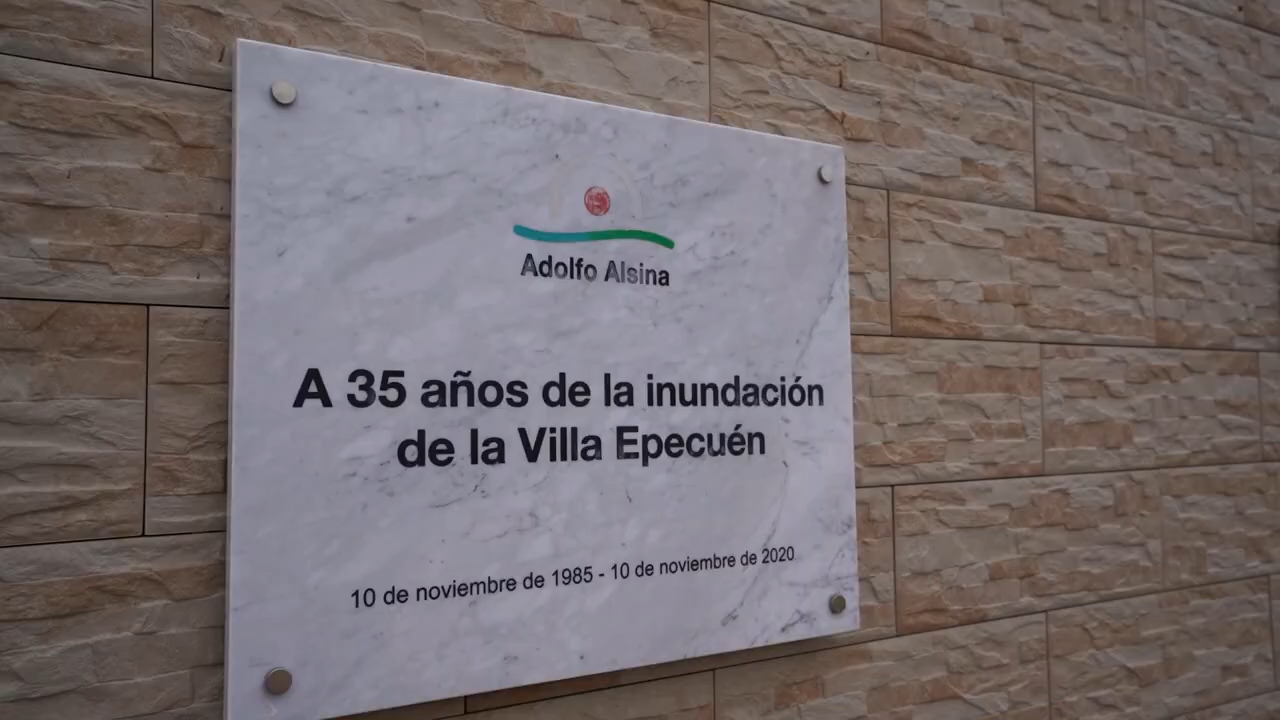 Adolfo Alsina
A 35 años de la inundación
de la Villa Epecuén
10 de noviembre de 1985 - 10 de noviembre de 2020